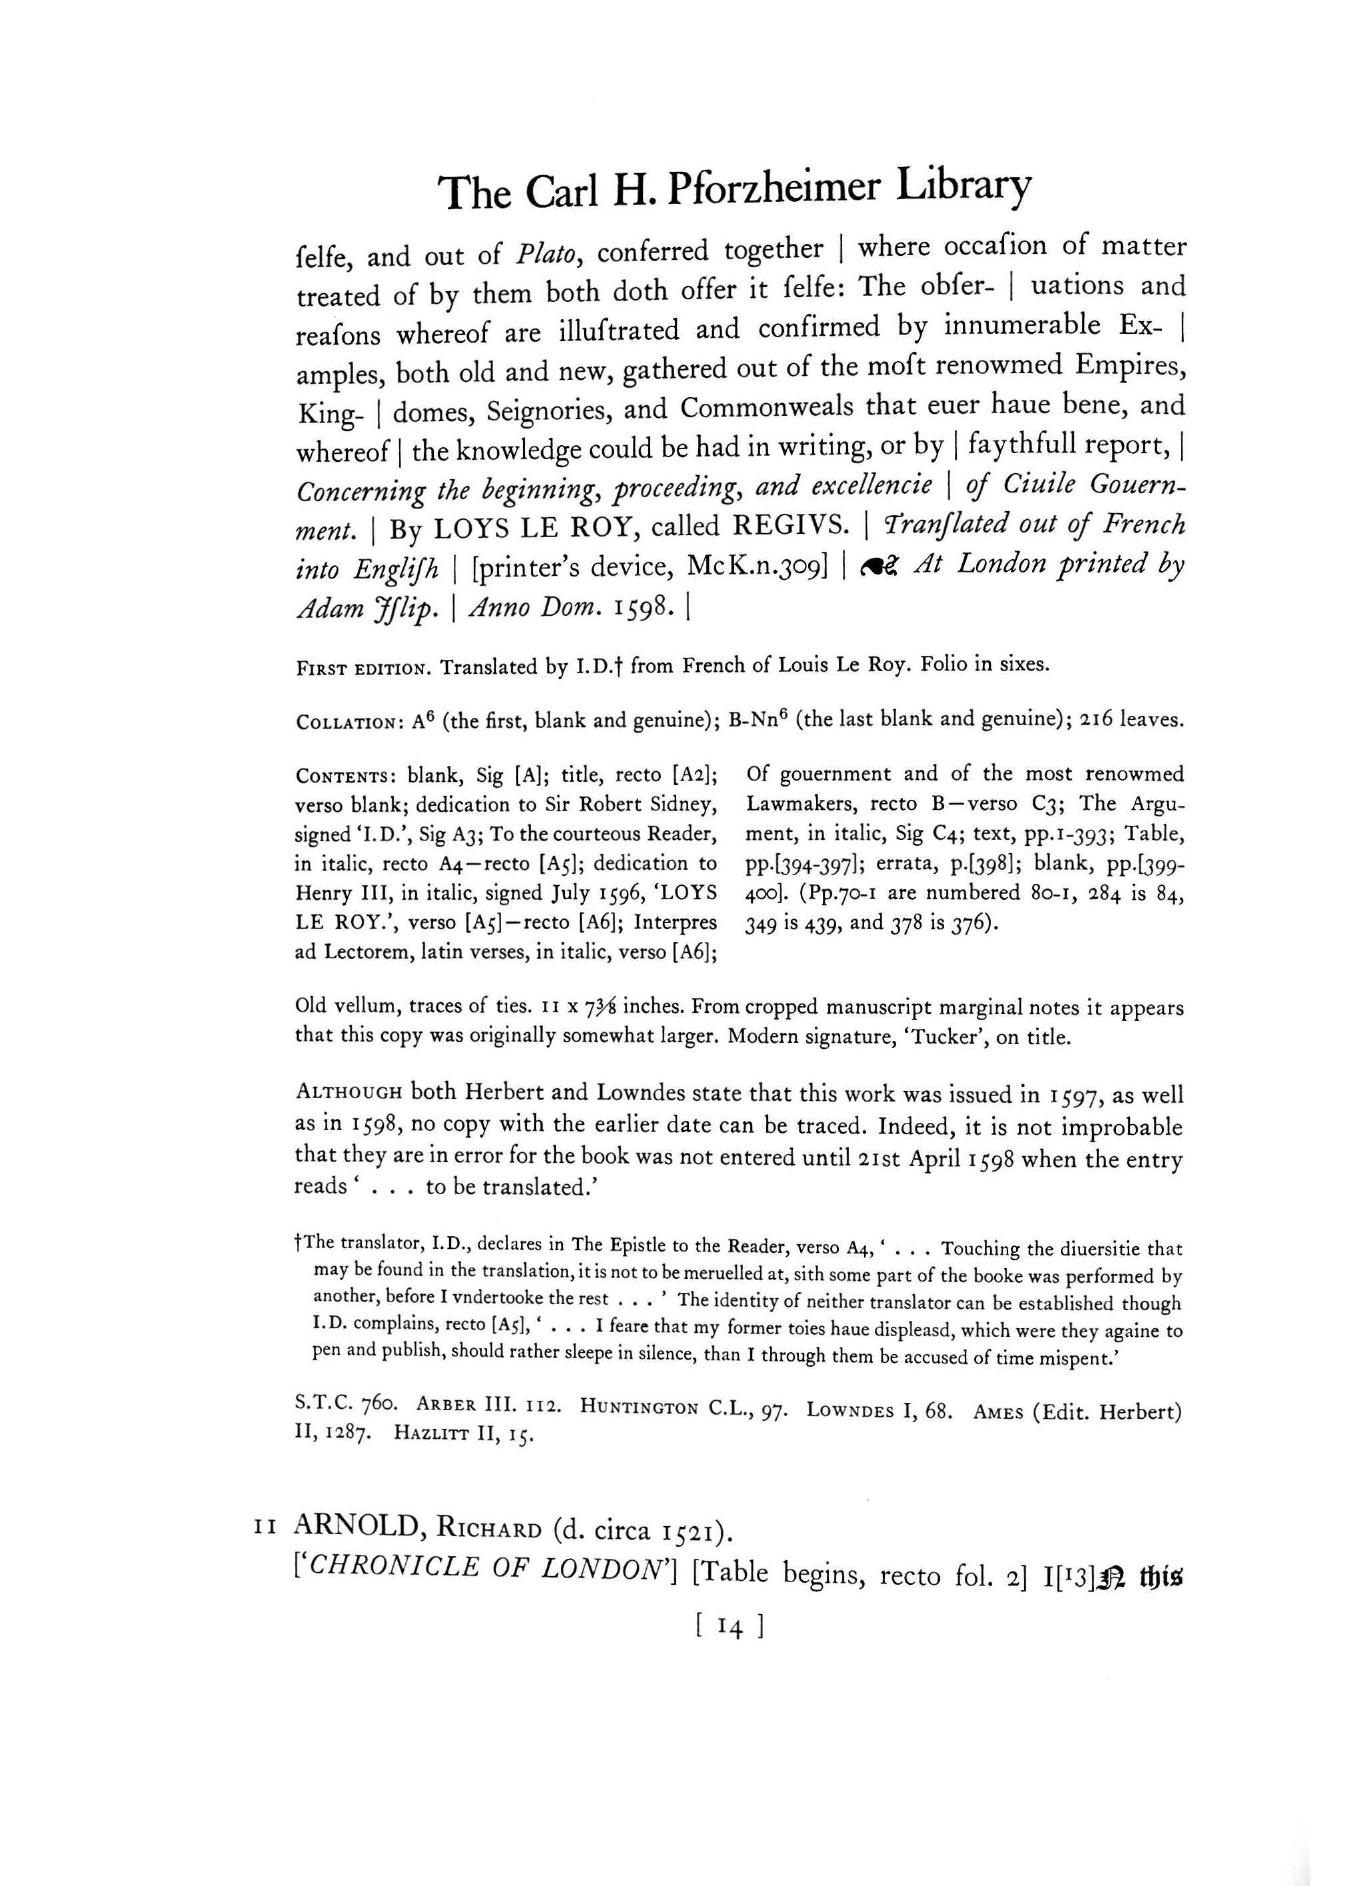 The Carl H. Pforzheimer Library
ſelfe, and out of Plato, conferred together | where occaſion of matter
treated of by them both doth offer it ſelfe: The obſer- | uations and
reaſons whereof are illuſtrated and confirmed by innumerable Ex- |
amples, both old and new, gathered out of the moſt renowmed Empires,
King- | domes, Seignories, and Commonweals that euer haue bene, and
whereof | the knowledge could be had in writing, or by | faythfull report, |
Concerning the beginning, proceeding, and excellencie | of Ciuile Gouern-
ment. | By LOYS LE ROY, called REGIVS. | Tranſlated out of French
into Engliſh | [printer's device, McK.n.309] | ☙ At London printed by
Adam Iſlip. | Anno Dom. 1598. |
FIRST EDITION. Translated by I.D.† from French of Louis Le Roy. Folio in sixes.
COLLATION: A⁶ (the first, blank and genuine); B-Nn⁶ (the last blank and genuine); 216 leaves.
CONTENTS: blank, Sig [A]; title, recto [A2];
verso blank; dedication to Sir Robert Sidney,
signed ‘I.D.’, Sig A3; To the courteous Reader,
in italic, recto A4—recto [A5]; dedication to
Henry III, in italic, signed July 1596, ‘LOYS
LE ROY.’, verso [A5]—recto [A6]; Interpres
ad Lectorem, latin verses, in italic, verso [A6];
Of gouernment and of the most renowmed
Lawmakers, recto B—verso C3; The Argu-
ment, in italic, Sig C4; text, pp.1-393; Table,
pp.[394-397]; errata, p.[398]; blank, pp.[399-
400]. (Pp.70-1 are numbered 80-1, 284 is 84,
349 is 439, and 378 is 376).
Old vellum, traces of ties. 11 x 7⅜ inches. From cropped manuscript marginal notes it appears
that this copy was originally somewhat larger. Modern signature, ‘Tucker’, on title.
ALTHOUGH both Herbert and Lowndes state that this work was issued in 1597, as well
as in 1598, no copy with the earlier date can be traced. Indeed, it is not improbable
that they are in error for the book was not entered until 21st April 1598 when the entry
reads ‘ . . . to be translated.’
†The translator, I.D., declares in The Epistle to the Reader, verso A4, ‘ . . . Touching the diuersitie that
may be found in the translation, it is not to be meruelled at, sith some part of the booke was performed by
another, before I vndertooke the rest . . . ’ The identity of neither translator can be established though
I.D. complains, recto [A5], ‘ . . . I feare that my former toies haue displeasd, which were they againe to
pen and publish, should rather sleepe in silence, than I through them be accused of time mispent.’
S.T.C. 760. ARBER III. 112. HUNTINGTON C.L., 97. LOWNDES I, 68. AMES (Edit. Herbert)
II, 1287. HAZLITT II, 15.
11 ARNOLD, RICHARD (d. circa 1521).
[‘CHRONICLE OF LONDON’] [Table begins, recto fol. 2] I[¹3]N this
[ 14 ]